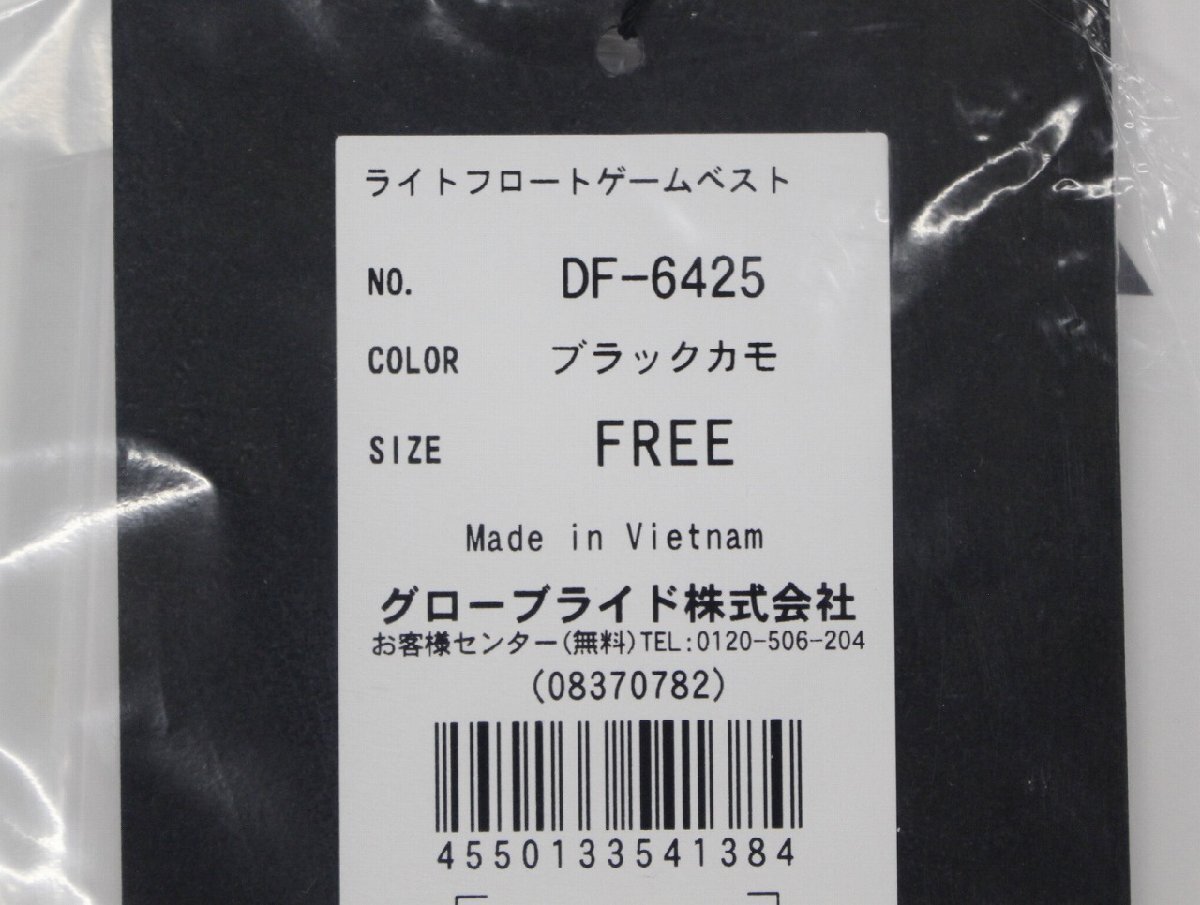 ライトフロートゲームベスト
NO. DF-6425
COLOR ブラックカモ
SIZE FREE
Made in Vietnam
グローブライド株式会社
お客様センター(無料)TEL:0120-506-204
(08370782)
4550133541384